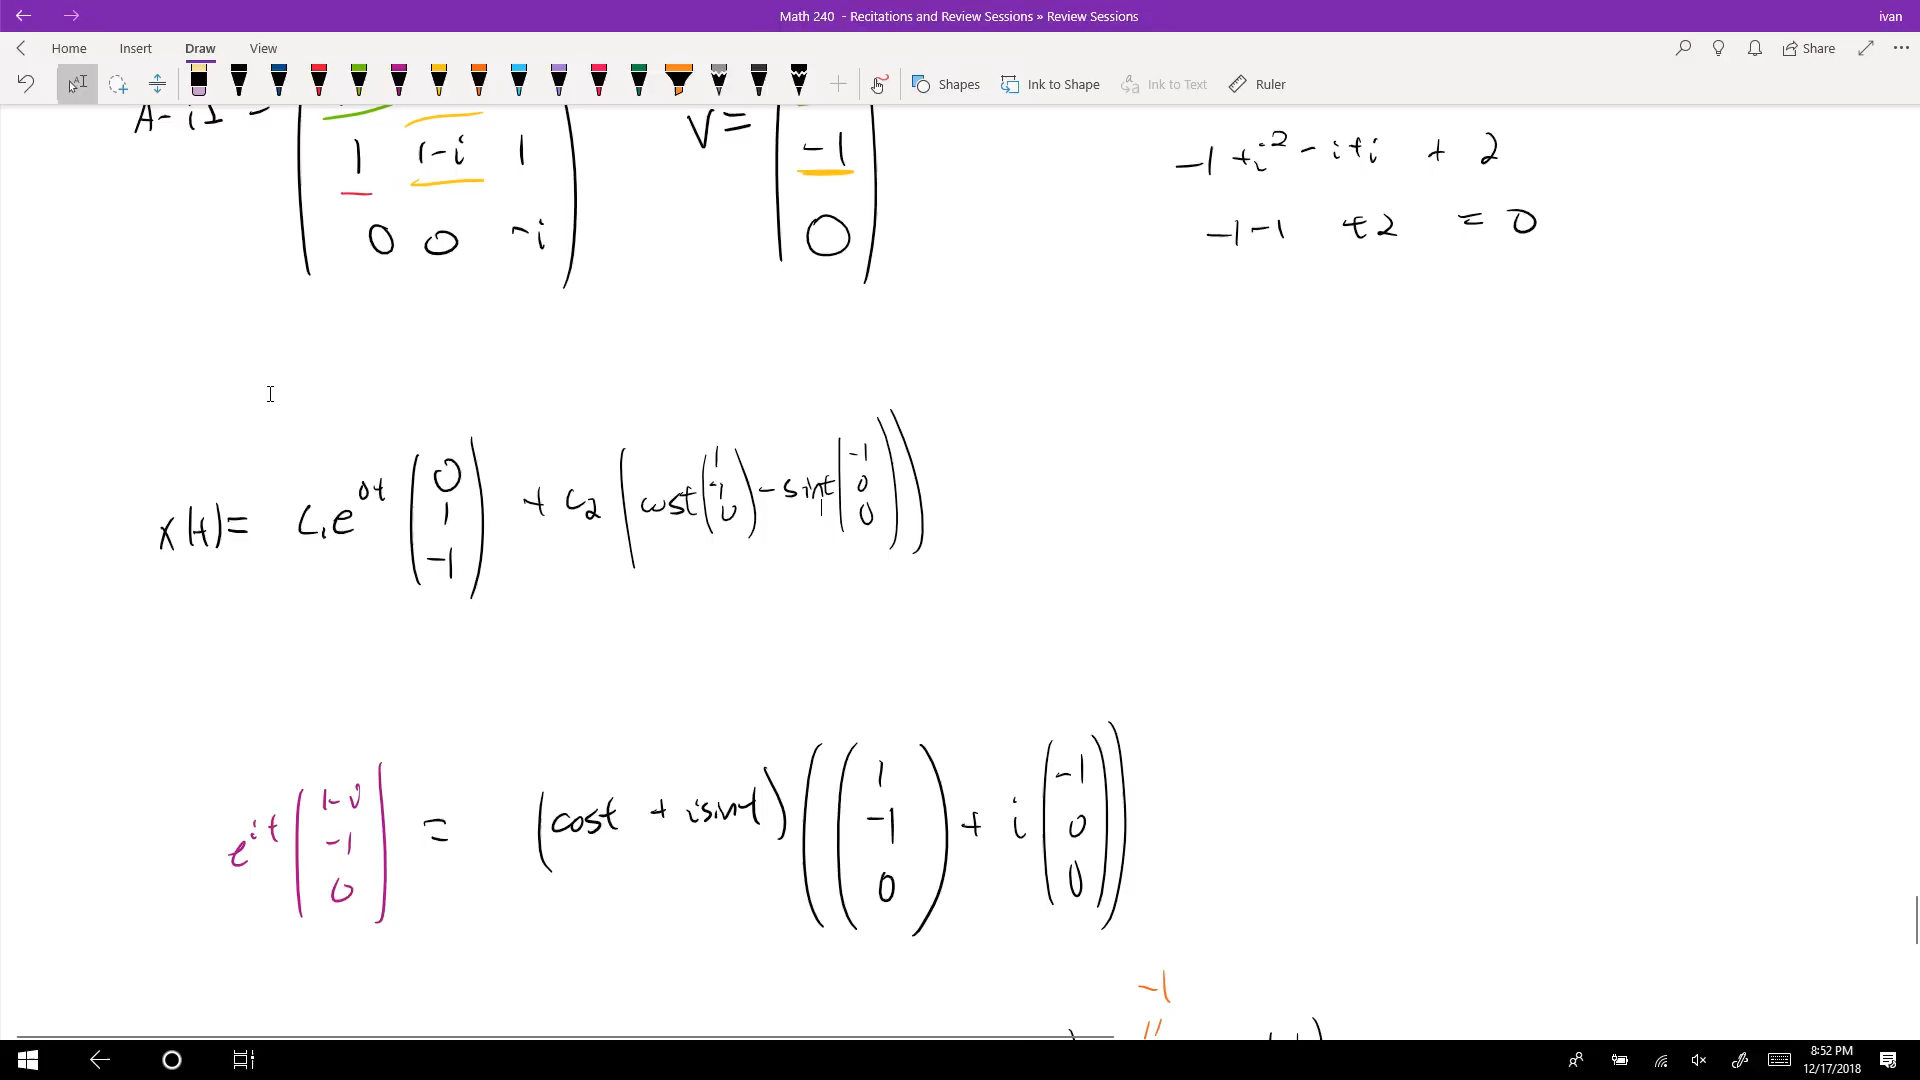 Math 240 - Recitations and Review Sessions » Review Sessions
ivan
Home Insert Draw View
Share
Shapes Ink to Shape Ink to Text Ruler
A-iI =
1 1-i 1
0 0 -i
V=
-1
0
-1 +i² -i+i + 2
-1-1 +2 = 0
x(t)= c₁e^0t (0 1 -1) + c₂ (cost (1 -1 0) - sint (-1 0 0))
e^it (1-i -1 0) = (cost + isint) ((1 -1 0) + i (-1 0 0))
-1
"
8:52 PM
12/17/2018